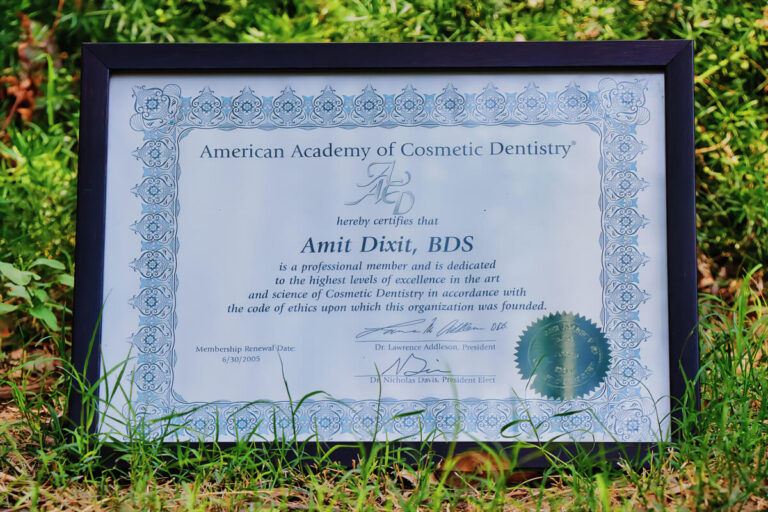 American Academy of Cosmetic Dentistry®
AACD
hereby certifies that
Amit Dixit, BDS
is a professional member and is dedicated
to the highest levels of excellence in the art
and science of Cosmetic Dentistry in accordance with
the code of ethics upon which this organization was founded.
Membership Renewal Date:
6/30/2005
Dr. Lawrence Addleson, President
Dr. Nicholas Davis, President Elect